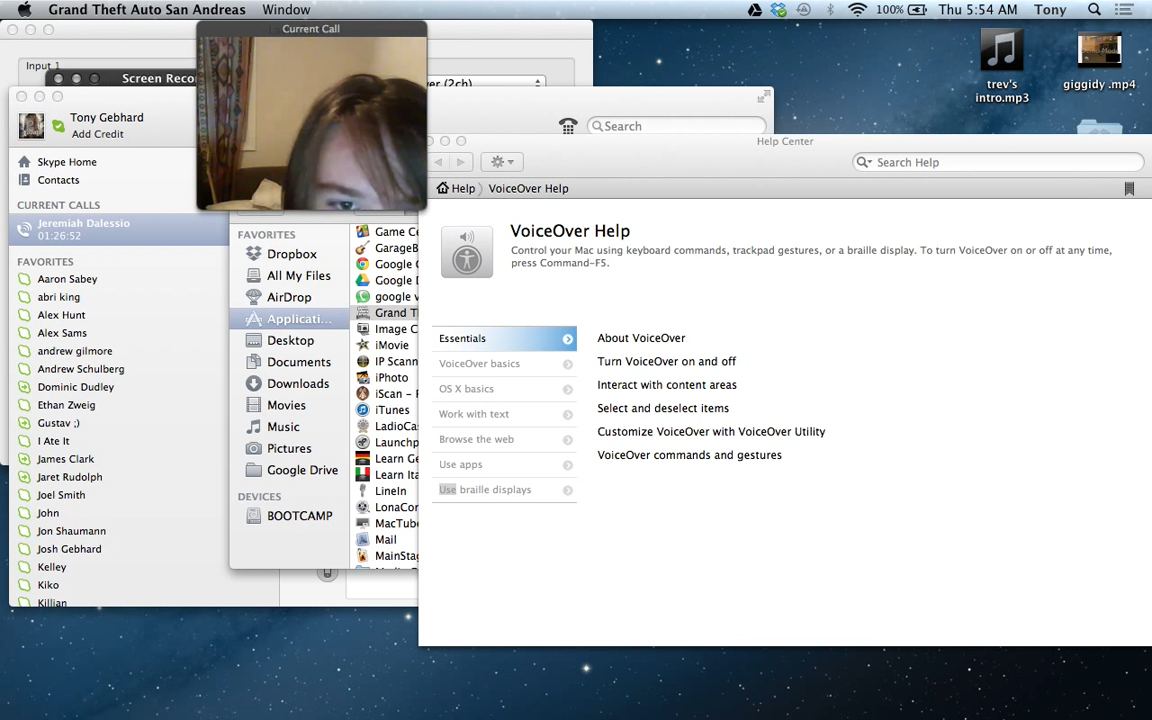 Grand Theft Auto San Andreas Window
100% Thu 5:54 AM Tony
Current Call
Input 1
Screen Reco
ver (2ch)
trev's
intro.mp3
giggidy .mp4
Tony Gebhard
Add Credit
Search
Skype Home
Contacts
CURRENT CALLS
Jeremiah Dalessio
01:26:52
FAVORITES
Aaron Sabey
abri king
Alex Hunt
Alex Sams
andrew gilmore
Andrew Schulberg
Dominic Dudley
Ethan Zweig
Gustav ;)
I Ate It
James Clark
Jaret Rudolph
Joel Smith
John
Jon Shaumann
Josh Gebhard
Kelley
Kiko
Killian
FAVORITES
Dropbox
All My Files
AirDrop
Applicati...
Desktop
Documents
Downloads
Movies
Music
Pictures
Google Drive
DEVICES
BOOTCAMP
Game Ce
GarageB
Google C
Google D
google v
Grand Th
Image C
iMovie
IP Scann
iPhoto
iScan - F
iTunes
LadioCas
Launchp
Learn Ge
Learn Ita
LineIn
LonaCon
MacTube
Mail
MainStag
Help Center
Search Help
Help
VoiceOver Help
VoiceOver Help
Control your Mac using keyboard commands, trackpad gestures, or a braille display. To turn VoiceOver on or off at any time,
press Command-F5.
Essentials
VoiceOver basics
OS X basics
Work with text
Browse the web
Use apps
Use braille displays
About VoiceOver
Turn VoiceOver on and off
Interact with content areas
Select and deselect items
Customize VoiceOver with VoiceOver Utility
VoiceOver commands and gestures